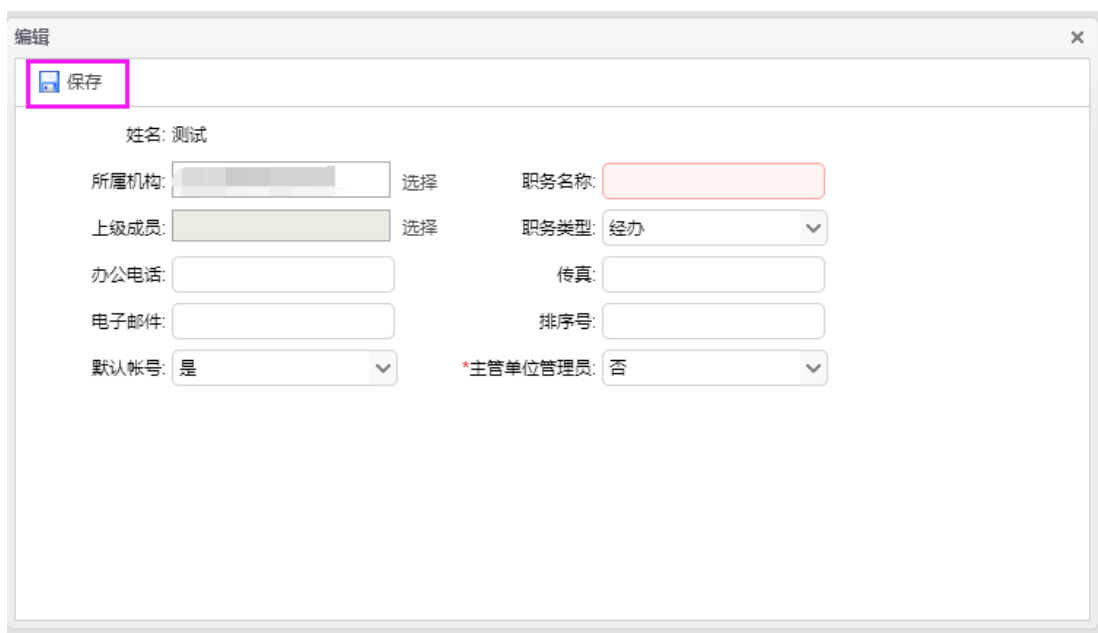 编辑
保存
姓名: 测试
所属机构: 选择 职务名称:
上级成员: 选择 职务类型: 经办
办公电话: 传真:
电子邮件: 排序号:
默认帐号: 是 *主管单位管理员: 否